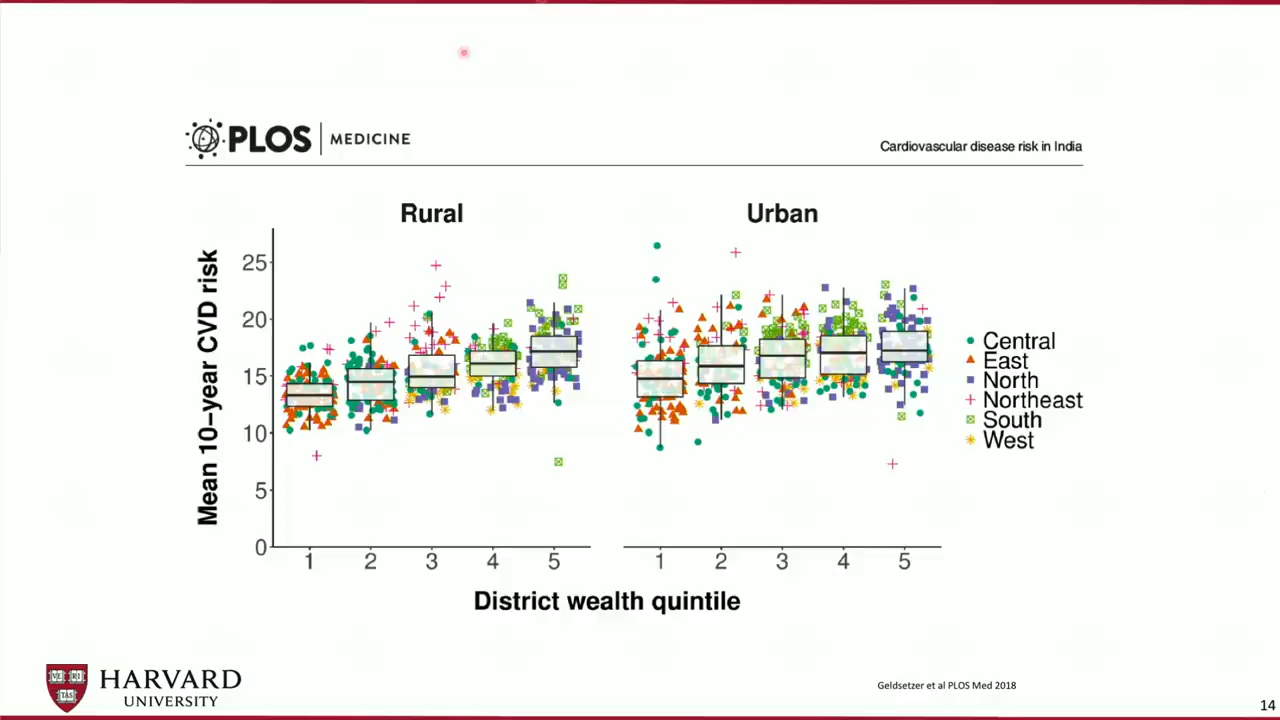 PLOS MEDICINE
Cardiovascular disease risk in India
Rural Urban
Mean 10-year CVD risk
25
20
15
10
5
0
1 2 3 4 5 1 2 3 4 5
District wealth quintile
Central
East
North
Northeast
South
West
HARVARD
UNIVERSITY
Geldsetzer et al PLOS Med 2018
14